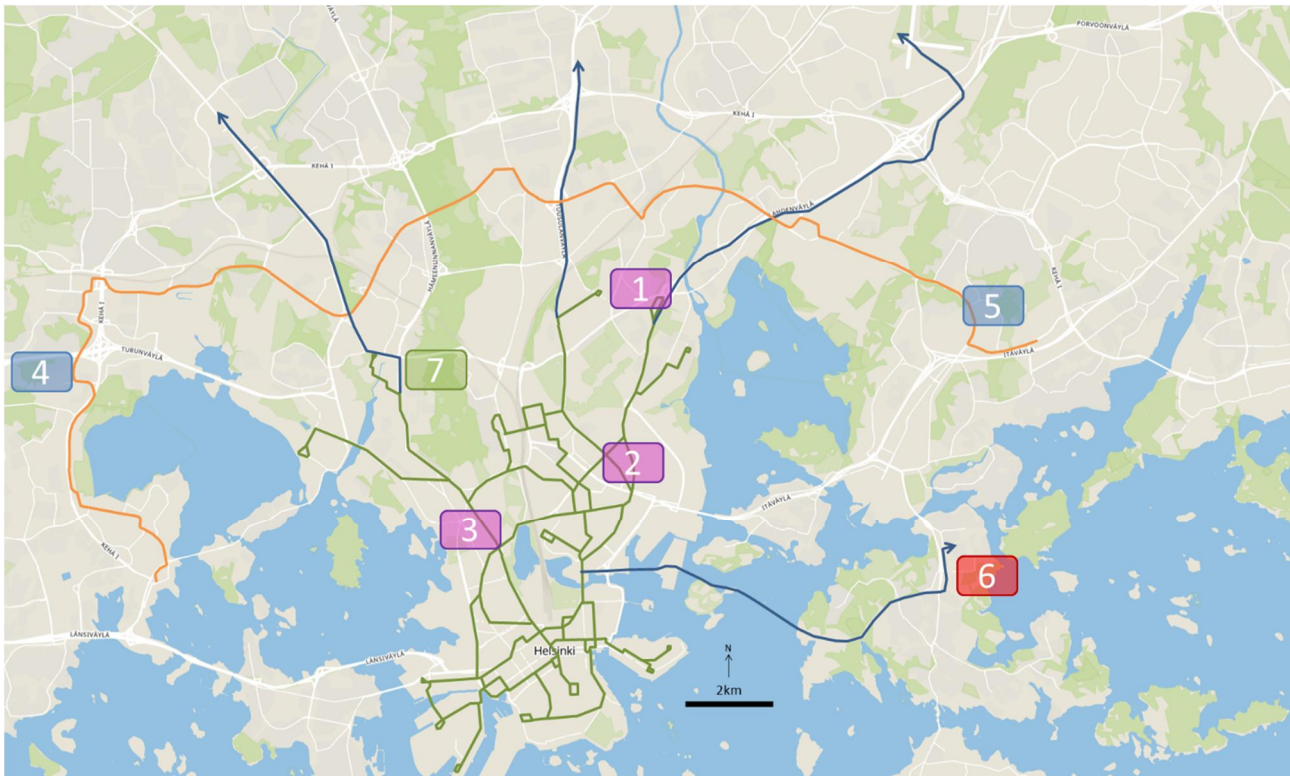 PORVOONVÄYLÄ
VÄYLÄ
KEHÄ I
KEHÄ I
TUUSULANVÄYLÄ
LAHDENVÄYLÄ
HÄMEENLINNANVÄYLÄ
1
KEHÄ I
KEHÄ I
5
TURUNVÄYLÄ
4
7
ITÄVÄYLÄ
2
ITÄVÄYLÄ
3
KEHÄ I
6
LÄNSIVÄYLÄ
LÄNSIVÄYLÄ
Helsinki
N
2km